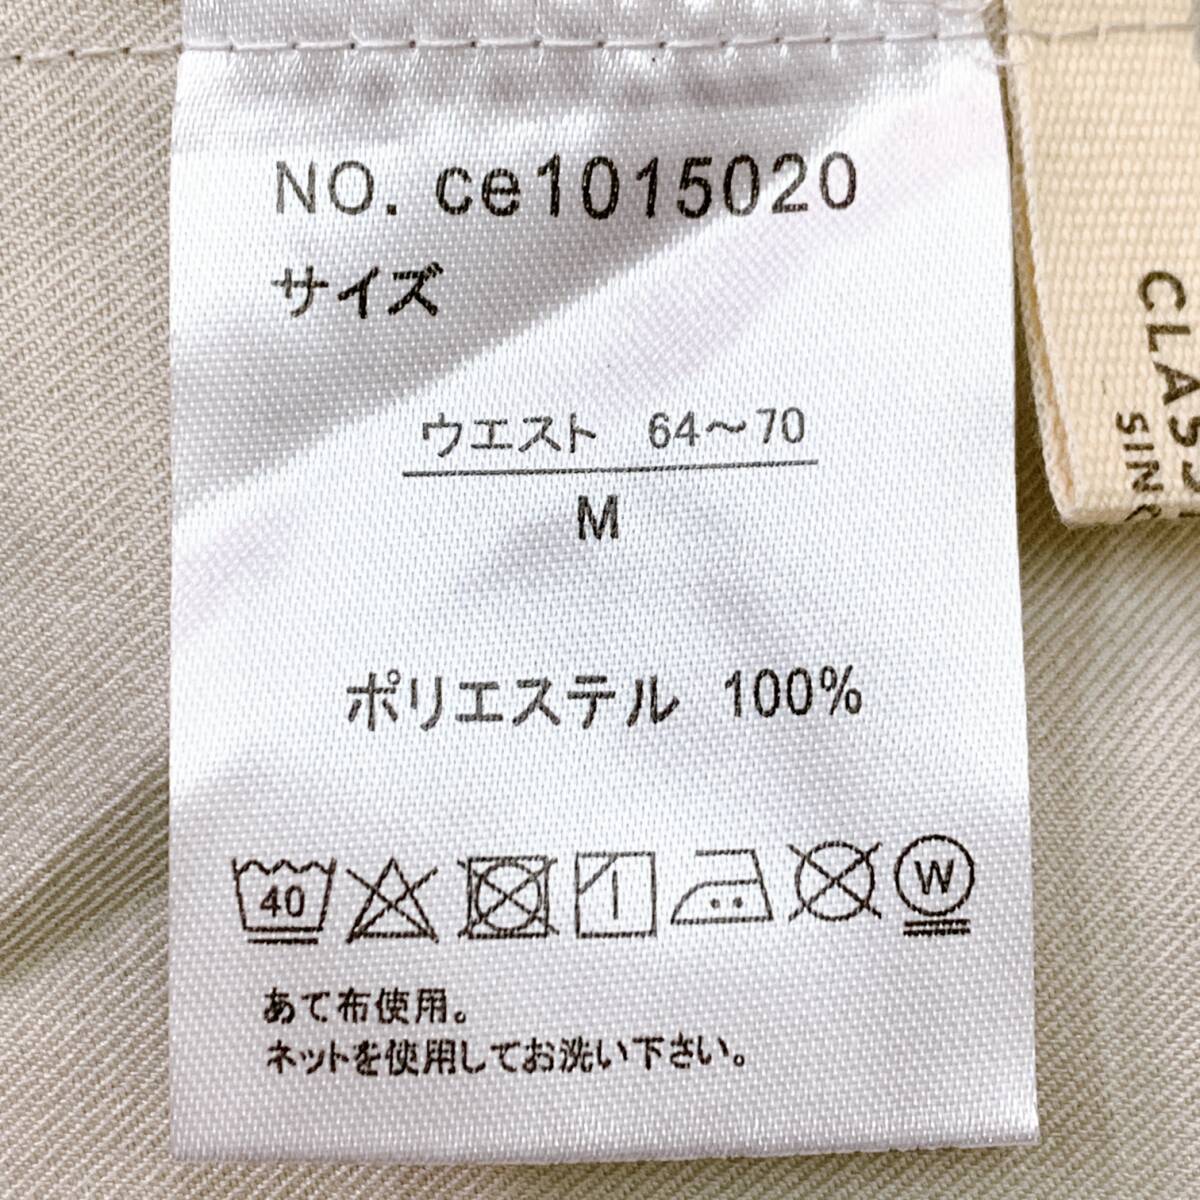 NO. ce1015020
サイズ
ウエスト 64～70
M
ポリエステル 100%
40
W
あて布使用。
ネットを使用してお洗い下さい。